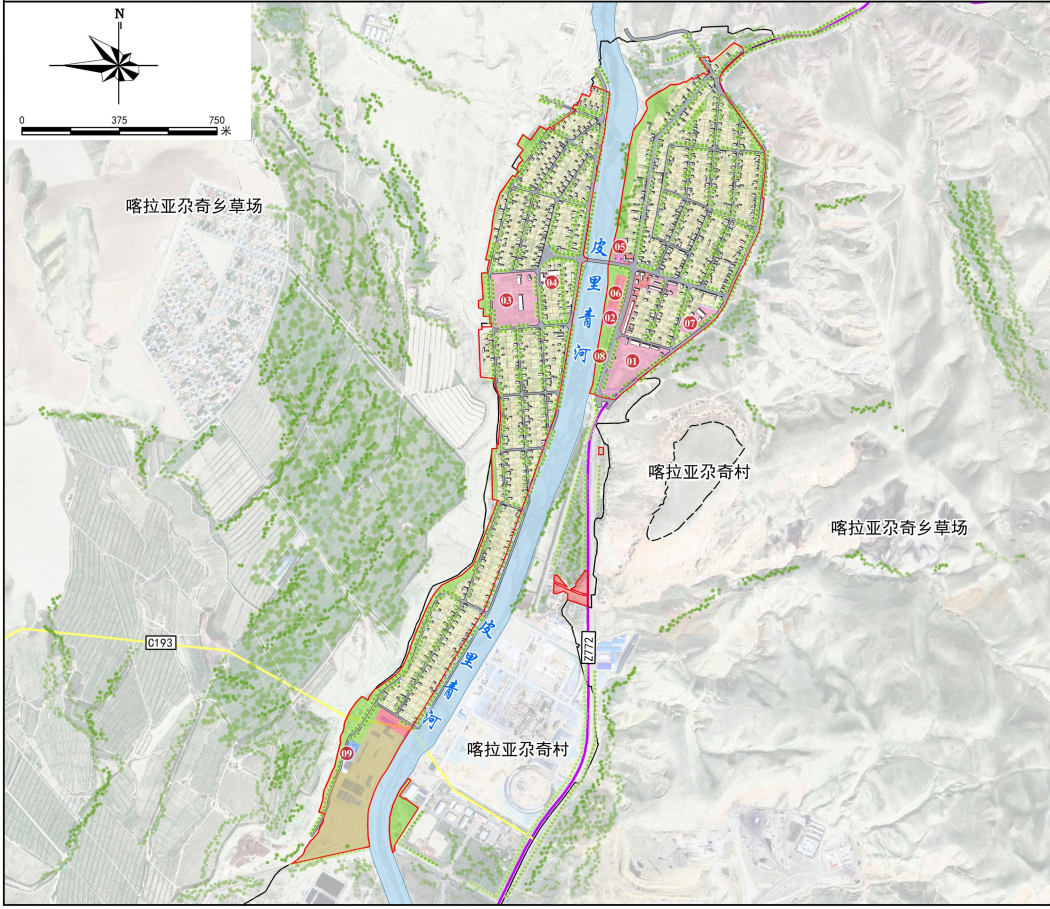 N
0 375 750
米
喀拉亚尕奇乡草场
05
皮
里
青
河
03
04
06
02
07
08
01
喀拉亚尕奇村
喀拉亚尕奇乡草场
C193
皮
里
青
河
Z772
09
喀拉亚尕奇村